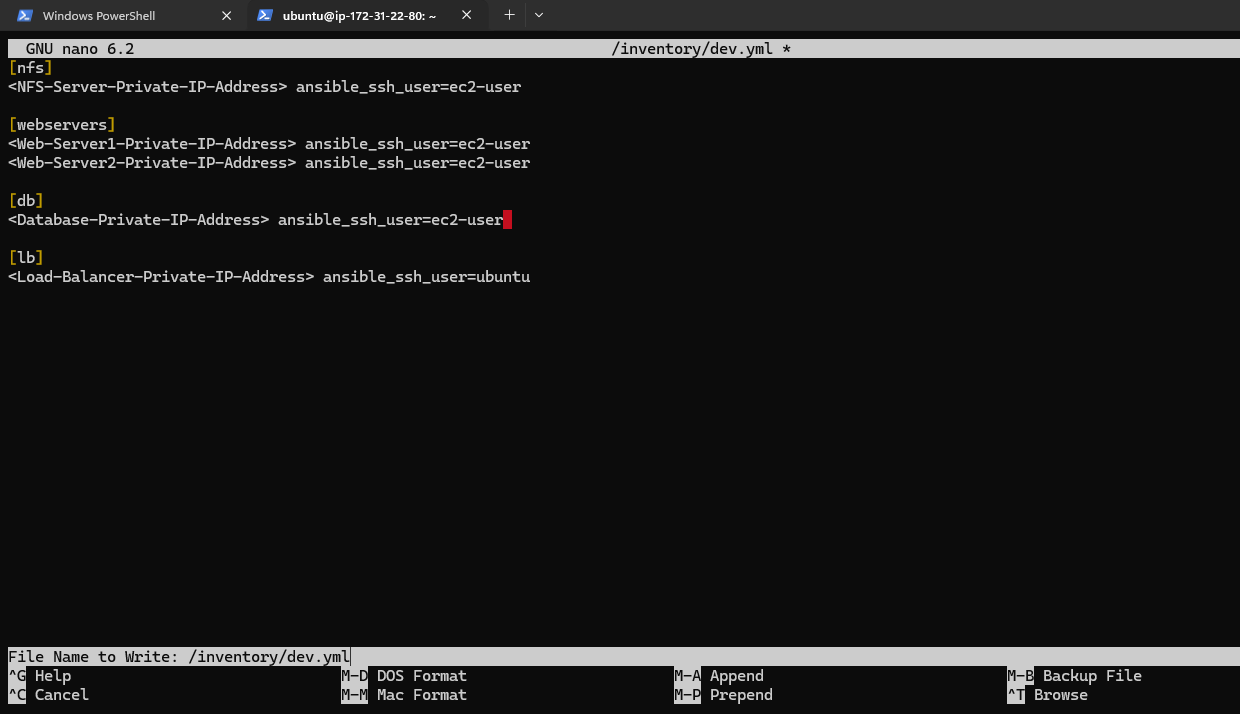 Windows PowerShell
ubuntu@ip-172-31-22-80: ~
GNU nano 6.2 /inventory/dev.yml *
[nfs]
<NFS-Server-Private-IP-Address> ansible_ssh_user=ec2-user
[webservers]
<Web-Server1-Private-IP-Address> ansible_ssh_user=ec2-user
<Web-Server2-Private-IP-Address> ansible_ssh_user=ec2-user
[db]
<Database-Private-IP-Address> ansible_ssh_user=ec2-user
[lb]
<Load-Balancer-Private-IP-Address> ansible_ssh_user=ubuntu
File Name to Write: /inventory/dev.yml
^G Help M-D DOS Format M-A Append M-B Backup File
^C Cancel M-M Mac Format M-P Prepend ^T Browse